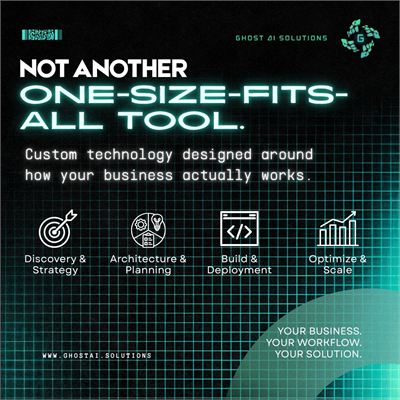 GHOST AI SOLUTIONS
G
NOT ANOTHER
ONE-SIZE-FITS-
ALL TOOL.
Custom technology designed around
how your business actually works.
</>
Discovery &
Strategy
Architecture &
Planning
Build &
Deployment
Optimize &
Scale
YOUR BUSINESS.
YOUR WORKFLOW.
YOUR SOLUTION.
WWW.GHOSTAI.SOLUTIONS